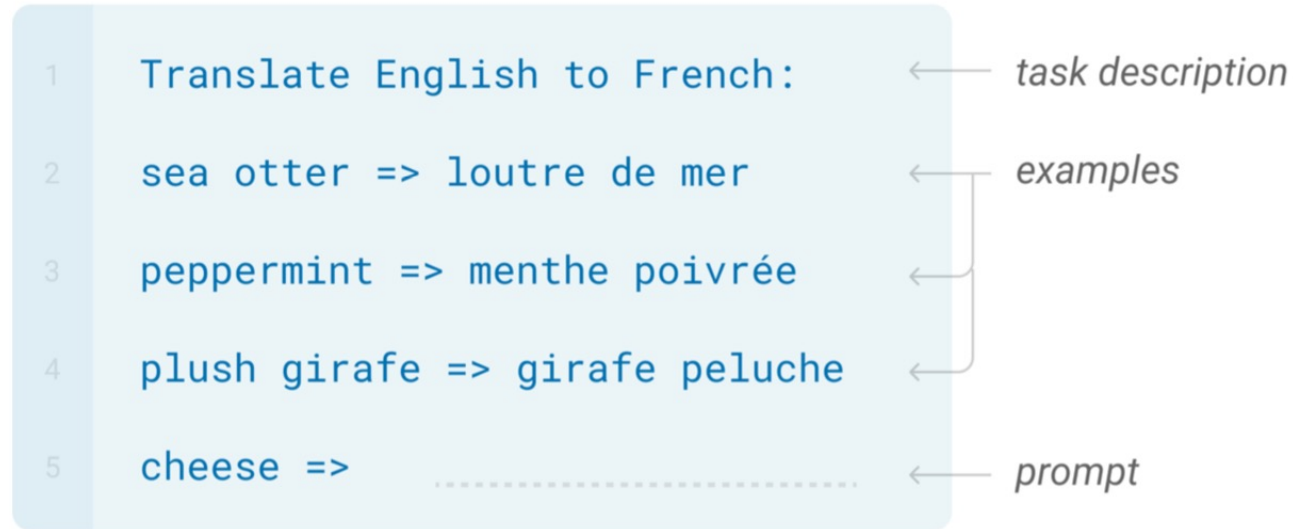 1 Translate English to French: task description
2 sea otter => loutre de mer examples
3 peppermint => menthe poivrée
4 plush girafe => girafe peluche
5 cheese => prompt